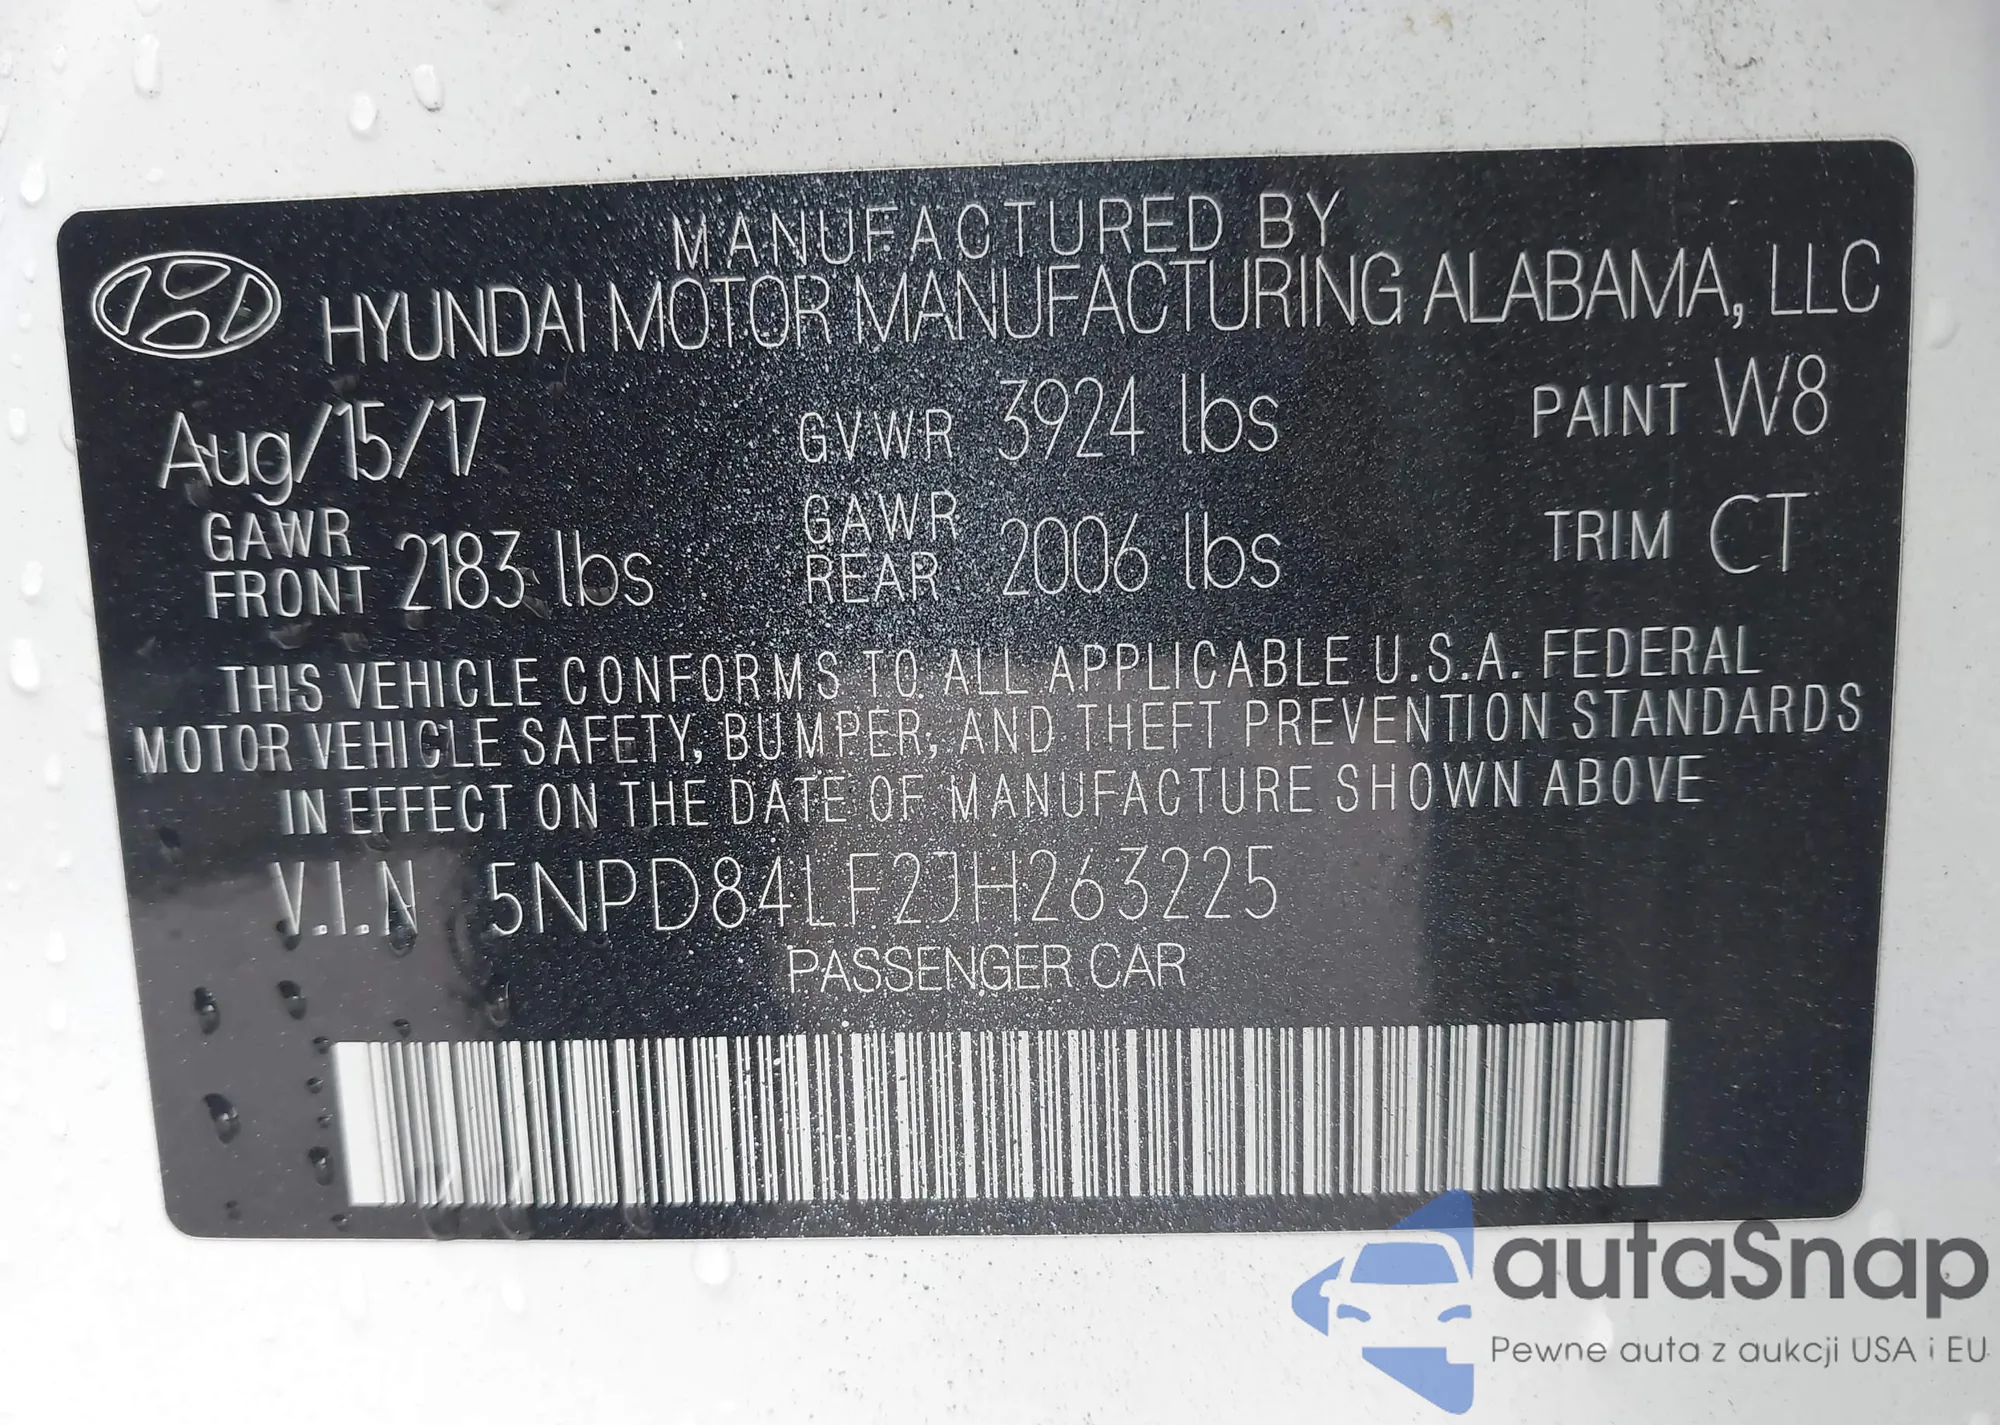 MANUFACTURED BY
HYUNDAI MOTOR MANUFACTURING ALABAMA, LLC
Aug/15/17 GVWR 3924 lbs PAINT W8
GAWR FRONT 2183 lbs GAWR REAR 2006 lbs TRIM CT
THIS VEHICLE CONFORMS TO ALL APPLICABLE U.S.A. FEDERAL
MOTOR VEHICLE SAFETY, BUMPER, AND THEFT PREVENTION STANDARDS
IN EFFECT ON THE DATE OF MANUFACTURE SHOWN ABOVE
V.I.N 5NPD84LF2JH263225
PASSENGER CAR
autaSnap
Pewne auta z aukcji USA i EU